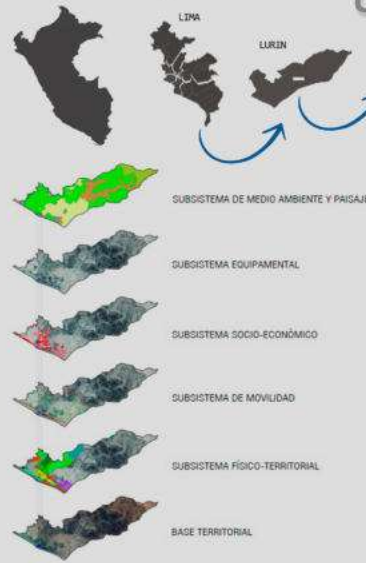 LIMA
LURIN
SUBSISTEMA DE MEDIO AMBIENTE Y PAISAJE
SUBSISTEMA EQUIPAMENTAL
SUBSISTEMA SOCIO-ECONÓMICO
SUBSISTEMA DE MOVILIDAD
SUBSISTEMA FÍSICO-TERRITORIAL
BASE TERRITORIAL